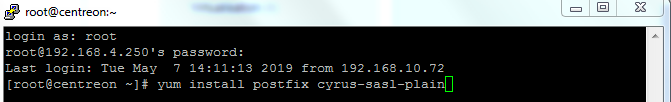 root@centreon:~
login as: root
root@192.168.4.250's password:
Last login: Tue May  7 14:11:13 2019 from 192.168.10.72
[root@centreon ~]# yum install postfix cyrus-sasl-plain